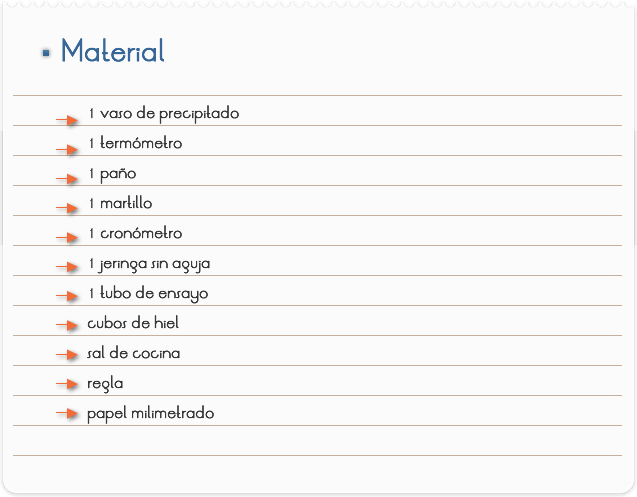 Material
1 vaso de precipitado
1 termómetro
1 paño
1 martillo
1 cronómetro
1 jeringa sin aguja
1 tubo de ensayo
cubos de hiel
sal de cocina
regla
papel milimetrado